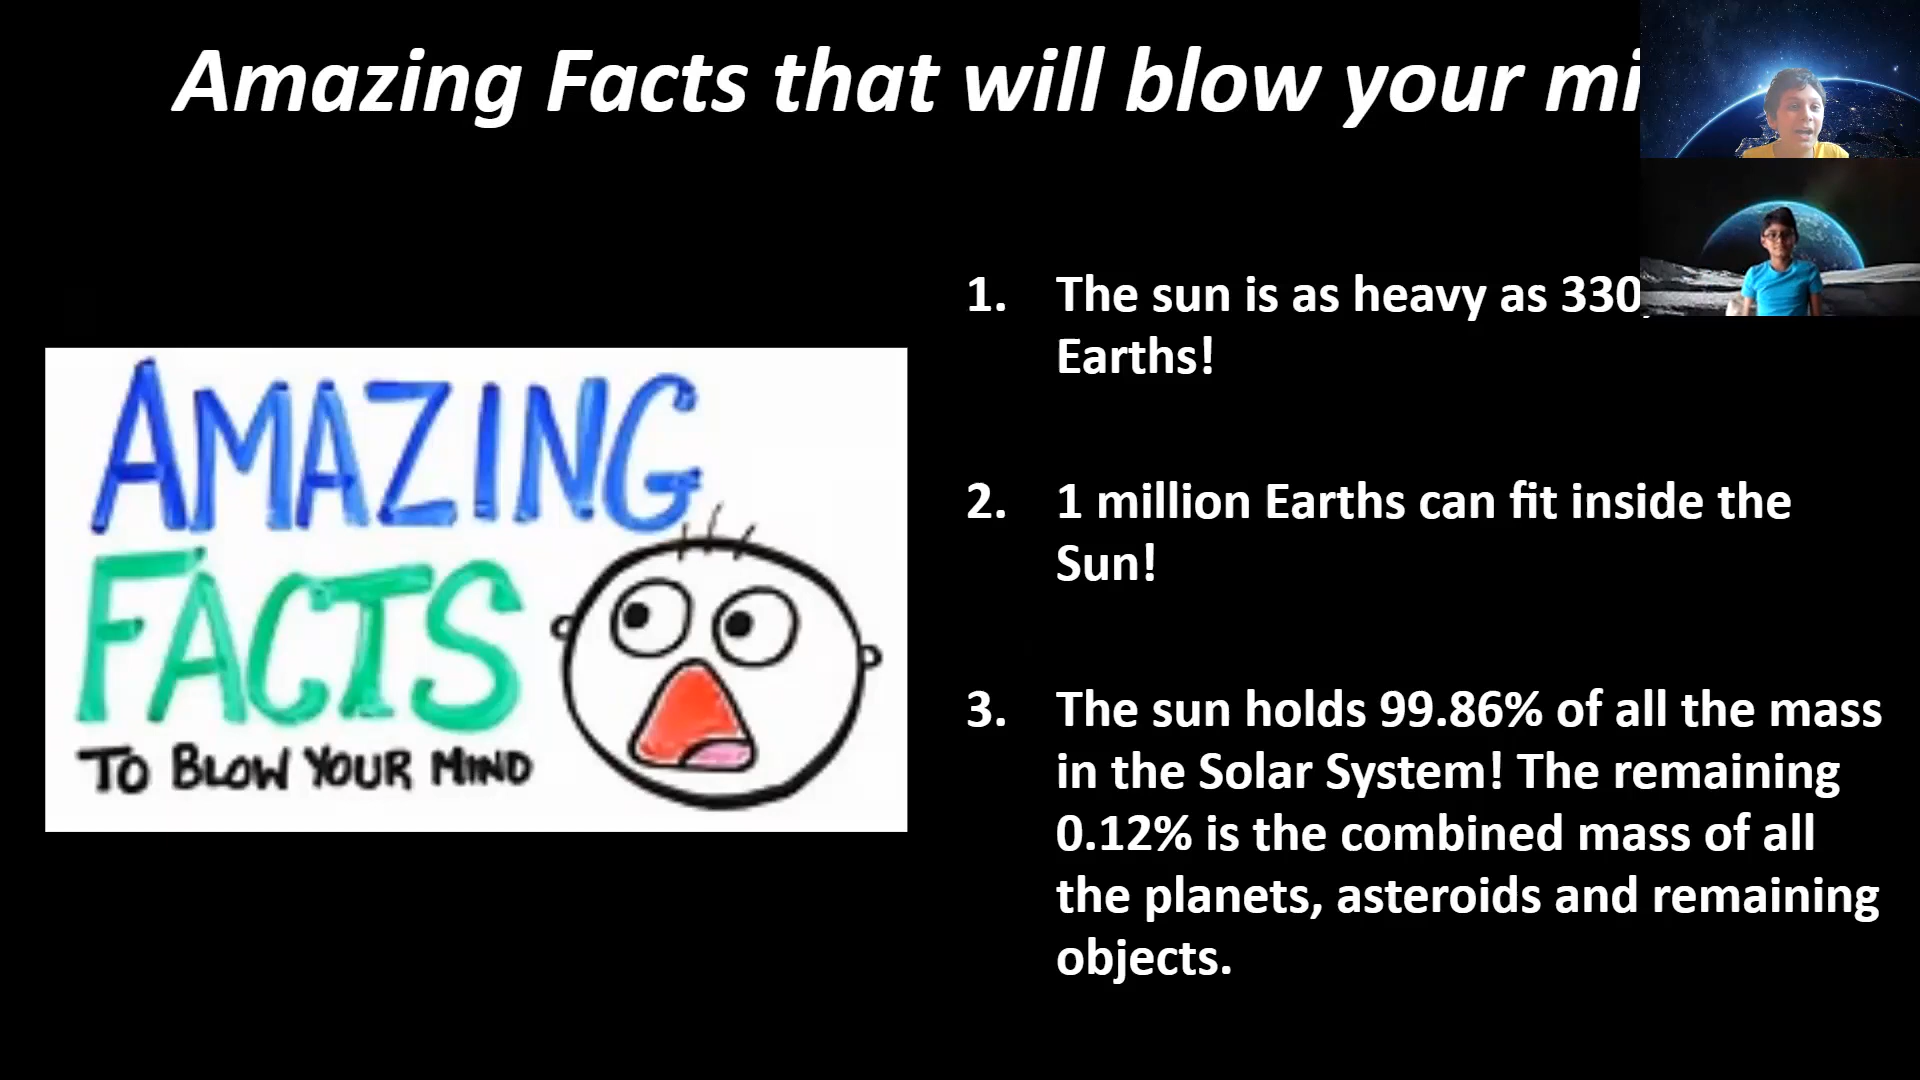 Amazing Facts that will blow your
1. The sun is as heavy as 330,
Earths!
2. 1 million Earths can fit inside the
Sun!
3. The sun holds 99.86% of all the mass
in the Solar System! The remaining
0.12% is the combined mass of all
the planets, asteroids and remaining
objects.
AMAZING
FACTS
TO BLOW YOUR MIND